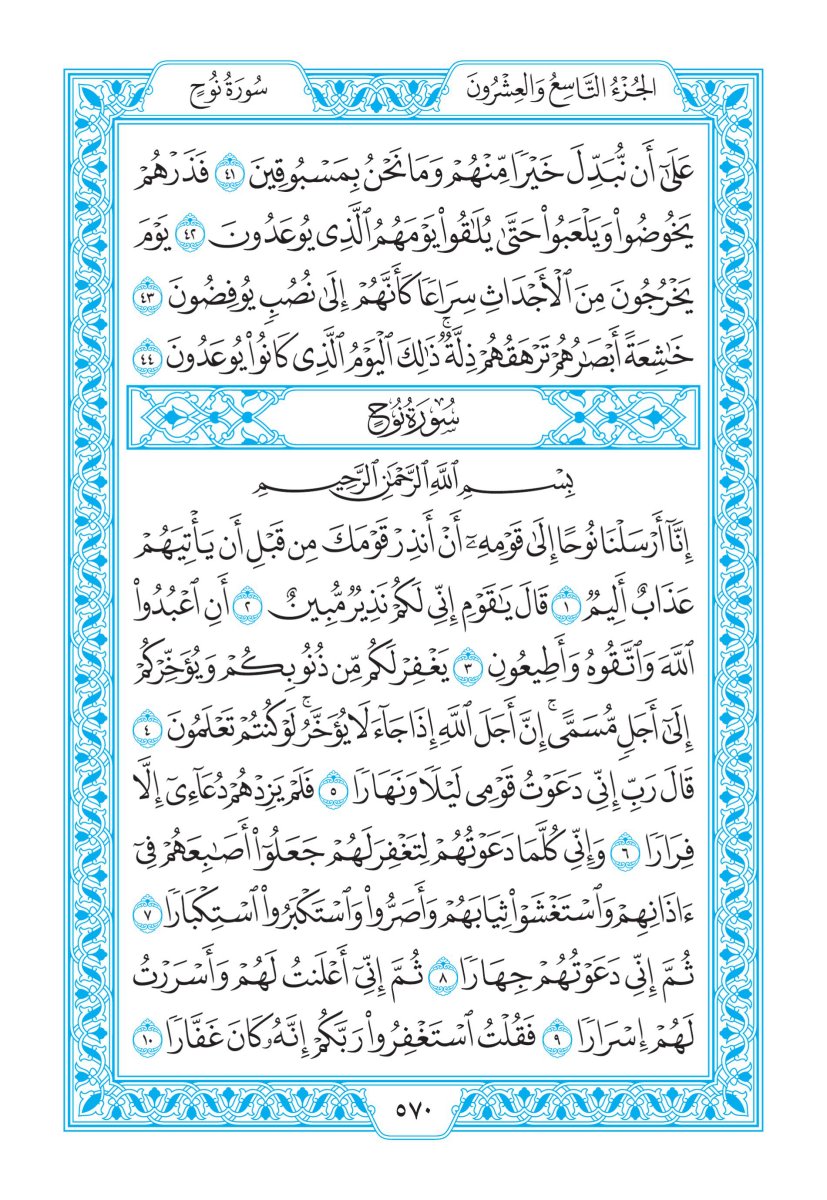 الجُزْءُ التَّاسِعُ وَالعِشْرُونَ
سُورَةُ نُوحٍ
عَلَىٰٓ أَن نُّبَدِّلَ خَيْرٗا مِّنْهُمْ وَمَا نَحْنُ بِمَسْبُوقِينَ ٤١ فَذَرْهُمْ
يَخُوضُواْ وَيَلْعَبُواْ حَتَّىٰ يُلَٰقُواْ يَوْمَهُمُ ٱلَّذِي يُوعَدُونَ ٤٢ يَوْمَ
يَخْرُجُونَ مِنَ ٱلْأَجْدَاثِ سِرَاعٗا كَأَنَّهُمْ إِلَىٰ نُصُبٖ يُوفِضُونَ ٤٣
خَٰشِعَةً أَبْصَٰرُهُمْ تَرْهَقُهُمْ ذِلَّةٞۚ ذَٰلِكَ ٱلْيَوْمُ ٱلَّذِي كَانُواْ يُوعَدُونَ ٤٤
سُورَةُ نُوحٍ
بِسْمِ ٱللَّهِ ٱلرَّحْمَٰنِ ٱلرَّحِيمِ
إِنَّآ أَرْسَلْنَا نُوحًا إِلَىٰ قَوْمِهِۦٓ أَنْ أَنذِرْ قَوْمَكَ مِن قَبْلِ أَن يَأْتِيَهُمْ
عَذَابٌ أَلِيمٞ ١ قَالَ يَٰقَوْمِ إِنِّي لَكُمْ نَذِيرٞ مُّبِينٌ ٢ أَنِ ٱعْبُدُواْ
ٱللَّهَ وَٱتَّقُوهُ وَأَطِيعُونِ ٣ يَغْفِرْ لَكُم مِّن ذُنُوبِكُمْ وَيُؤَخِّرْكُمْ
إِلَىٰٓ أَجَلٖ مُّسَمًّىۚ إِنَّ أَجَلَ ٱللَّهِ إِذَا جَآءَ لَا يُؤَخَّرُۚ لَوْ كُنتُمْ تَعْلَمُونَ ٤
قَالَ رَبِّ إِنِّي دَعَوْتُ قَوْمِي لَيْلٗا وَنَهَارٗا ٥ فَلَمْ يَزِدْهُمْ دُعَآءِيٓ إِلَّا
فِرَارٗا ٦ وَإِنِّي كُلَّمَا دَعَوْتُهُمْ لِتَغْفِرَ لَهُمْ جَعَلُوٓاْ أَصَٰبِعَهُمْ فِيٓ
ءَاذَانِهِمْ وَٱسْتَغْشَوْاْ ثِيَابَهُمْ وَأَصَرُّواْ وَٱسْتَكْبَرُواْ ٱسْتِكْبَارٗا ٧
ثُمَّ إِنِّي دَعَوْتُهُمْ جِهَارٗا ٨ ثُمَّ إِنِّيٓ أَعْلَنتُ لَهُمْ وَأَسْرَرْتُ
لَهُمْ إِسْرَارٗا ٩ فَقُلْتُ ٱسْتَغْفِرُواْ رَبَّكُمْ إِنَّهُۥ كَانَ غَفَّارٗا ١٠
٥٧٠